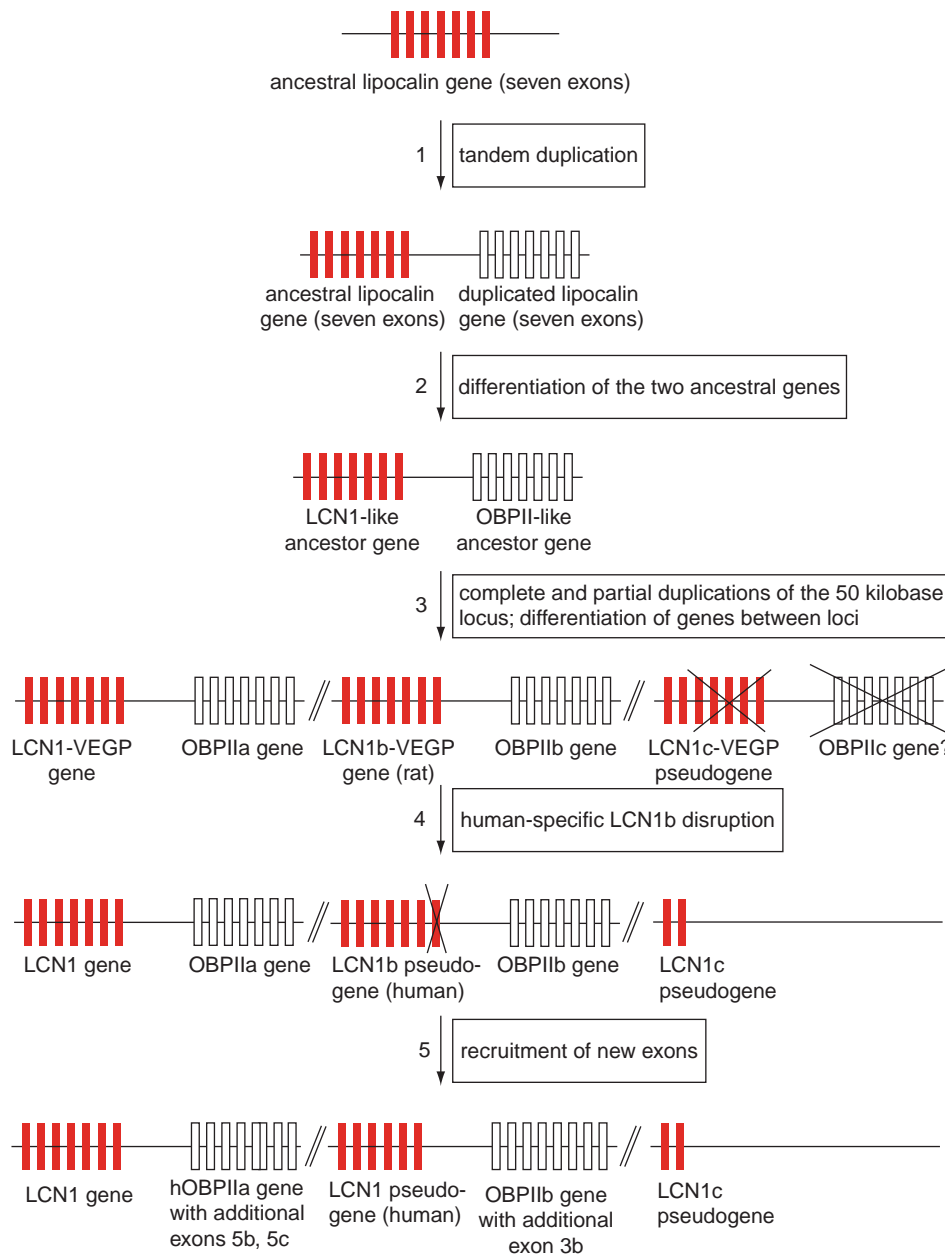 ancestral lipocalin gene (seven exons)
1
tandem duplication
ancestral lipocalin
gene (seven exons)
duplicated lipocalin
gene (seven exons)
2
differentiation of the two ancestral genes
LCN1-like
ancestor gene
OBPII-like
ancestor gene
3
complete and partial duplications of the 50 kilobase
locus; differentiation of genes between loci
LCN1-VEGP
gene
OBPIIa gene
LCN1b-VEGP
gene (rat)
OBPIIb gene
LCN1c-VEGP
pseudogene
OBPIIc gene?
4
human-specific LCN1b disruption
LCN1 gene
OBPIIa gene
LCN1b pseudo-
gene (human)
OBPIIb gene
LCN1c
pseudogene
5
recruitment of new exons
LCN1 gene
hOBPIIa gene
with additional
exons 5b, 5c
LCN1 pseudo-
gene (human)
OBPIIb gene
with additional
exon 3b
LCN1c
pseudogene